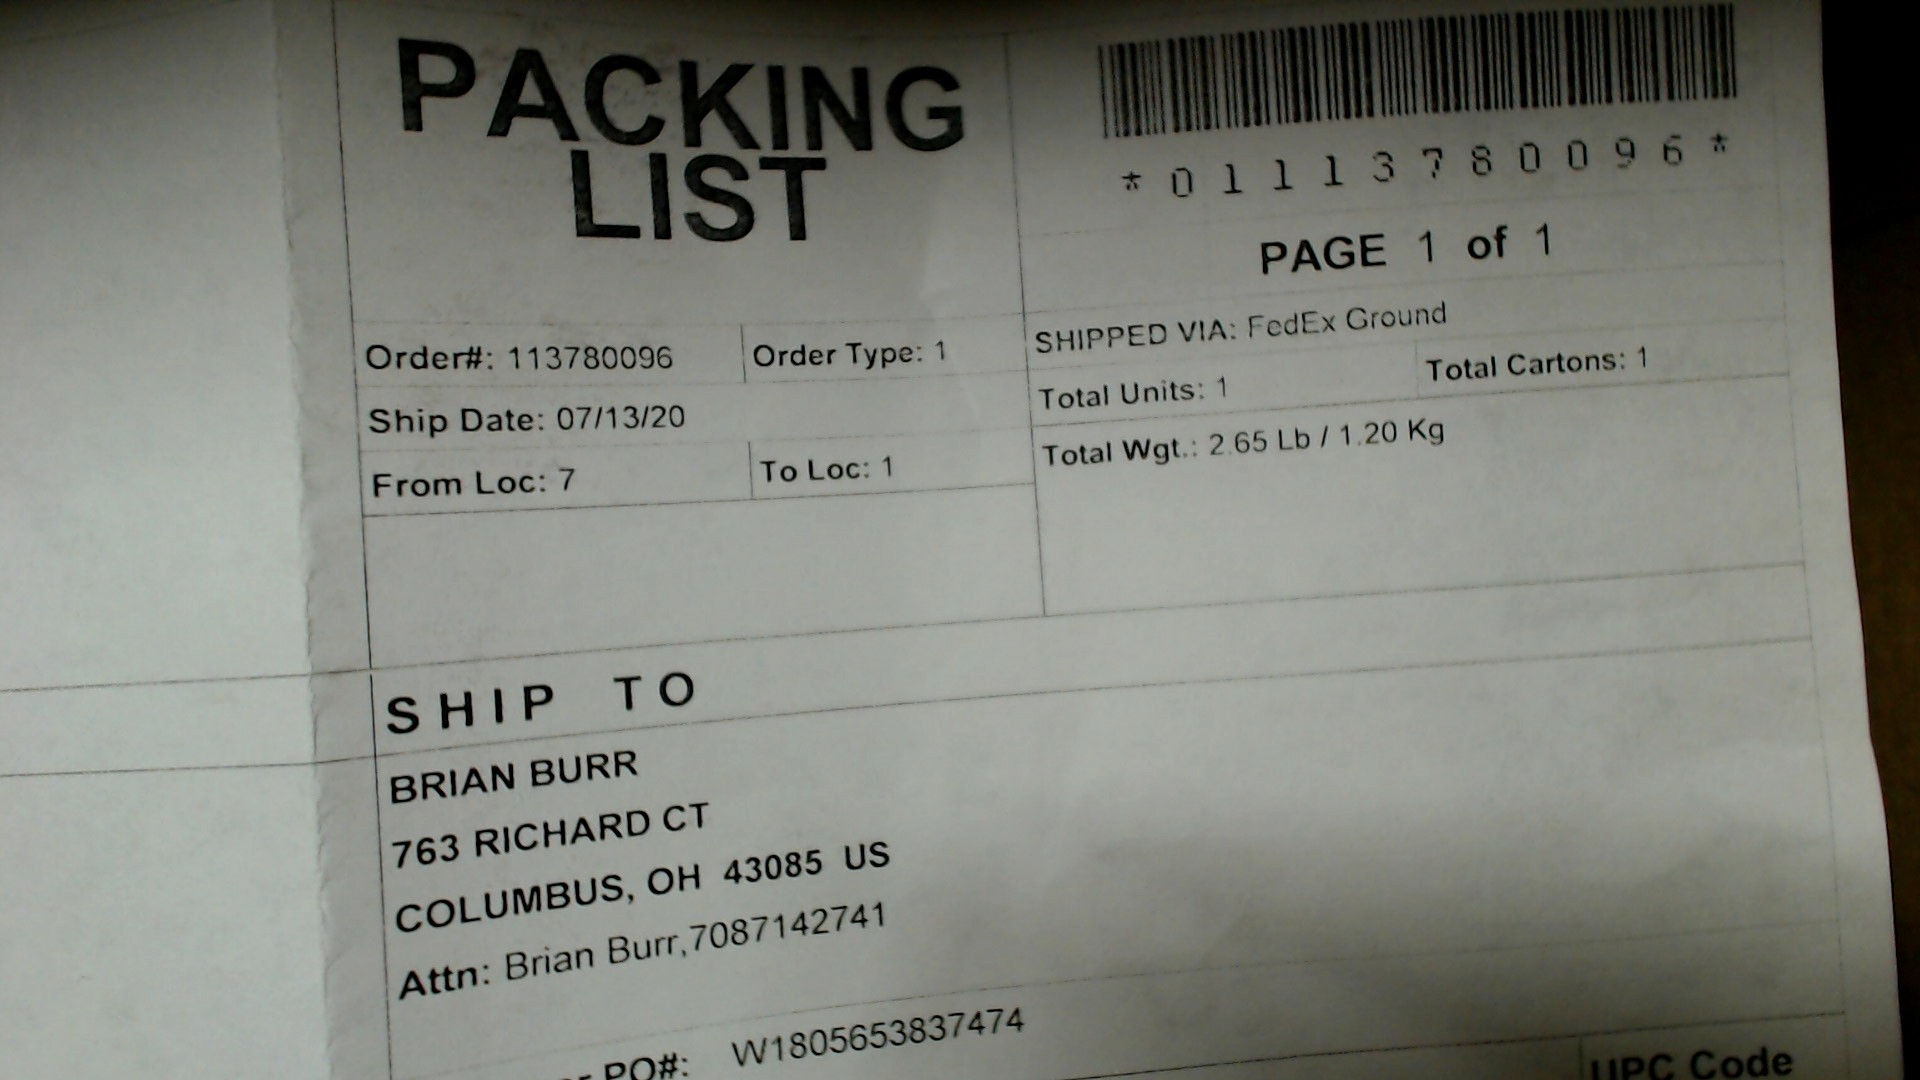 PACKING
LIST
*01113780096*
PAGE 1 of 1
Order#: 113780096 Order Type: 1
SHIPPED VIA: FedEx Ground
Ship Date: 07/13/20
Total Units: 1 Total Cartons: 1
From Loc: 7 To Loc: 1
Total Wgt.: 2.65 Lb / 1.20 Kg
SHIP TO
BRIAN BURR
763 RICHARD CT
COLUMBUS, OH 43085 US
Attn: Brian Burr,7087142741
PO#: W1805653837474
UPC Code